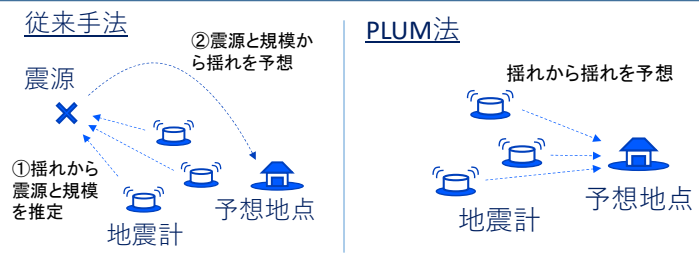 従来手法
②震源と規模か
ら揺れを予想
震源
①揺れから
震源と規模
を推定
地震計
予想地点
PLUM法
揺れから揺れを予想
地震計
予想地点